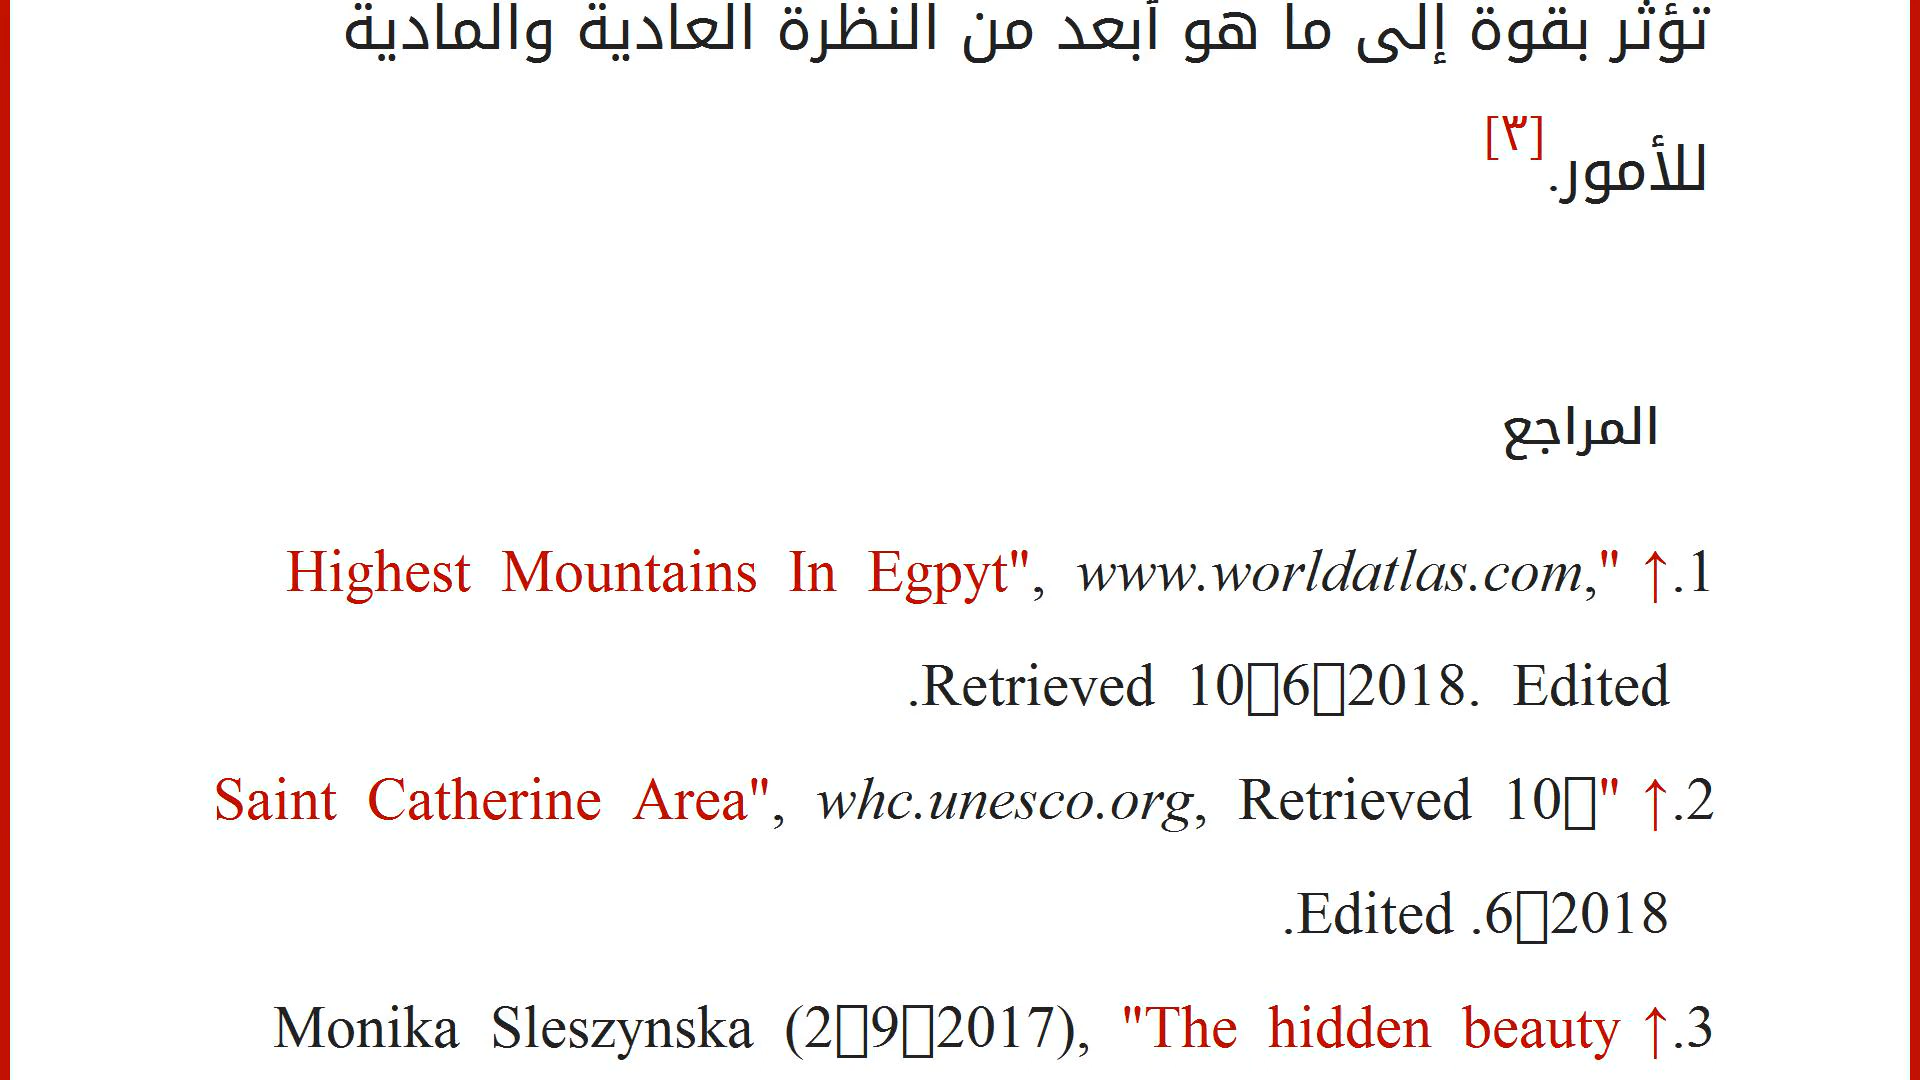 تؤثر بقوة إلى ما هو أبعد من النظرة العادية والمادية
للأمور.[٣]
المراجع
1.↑ "Highest Mountains In Egpyt", www.worldatlas.com,
Retrieved 10▯6▯2018. Edited.
2.↑ "Saint Catherine Area", whc.unesco.org, Retrieved 10▯
6▯2018. Edited.
3.↑ Monika Sleszynska (2▯9▯2017), "The hidden beauty